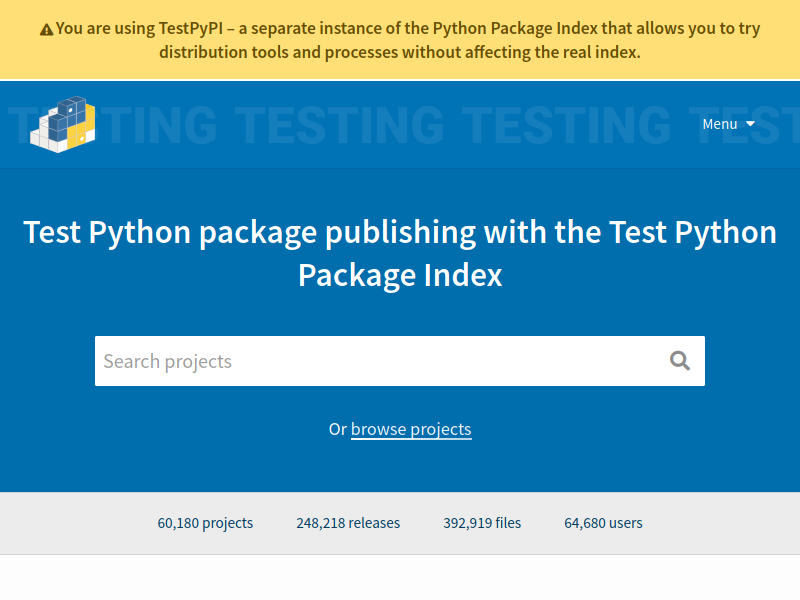 You are using TestPyPI – a separate instance of the Python Package Index that allows you to try
distribution tools and processes without affecting the real index.
TESTING TESTING TESTING TEST
Menu
Test Python package publishing with the Test Python
Package Index
Search projects
Or browse projects
60,180 projects 248,218 releases 392,919 files 64,680 users